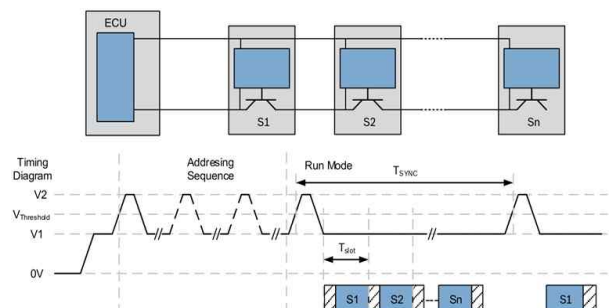 ECU
S1
S2
Sn
Timing
Diagram
Addresing
Sequence
Run Mode
TSYNC
V2
VThreshold
V1
Tslot
0V
S1
S2
Sn
S1